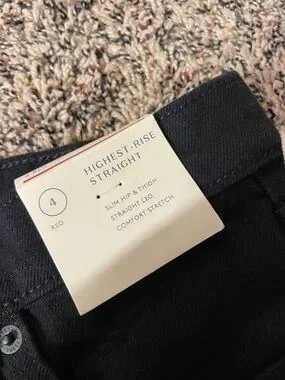 HIGHEST-RISE
STRAIGHT
4
REG
SLIM HIP & THIGH
STRAIGHT LEG
COMFORT STRETCH